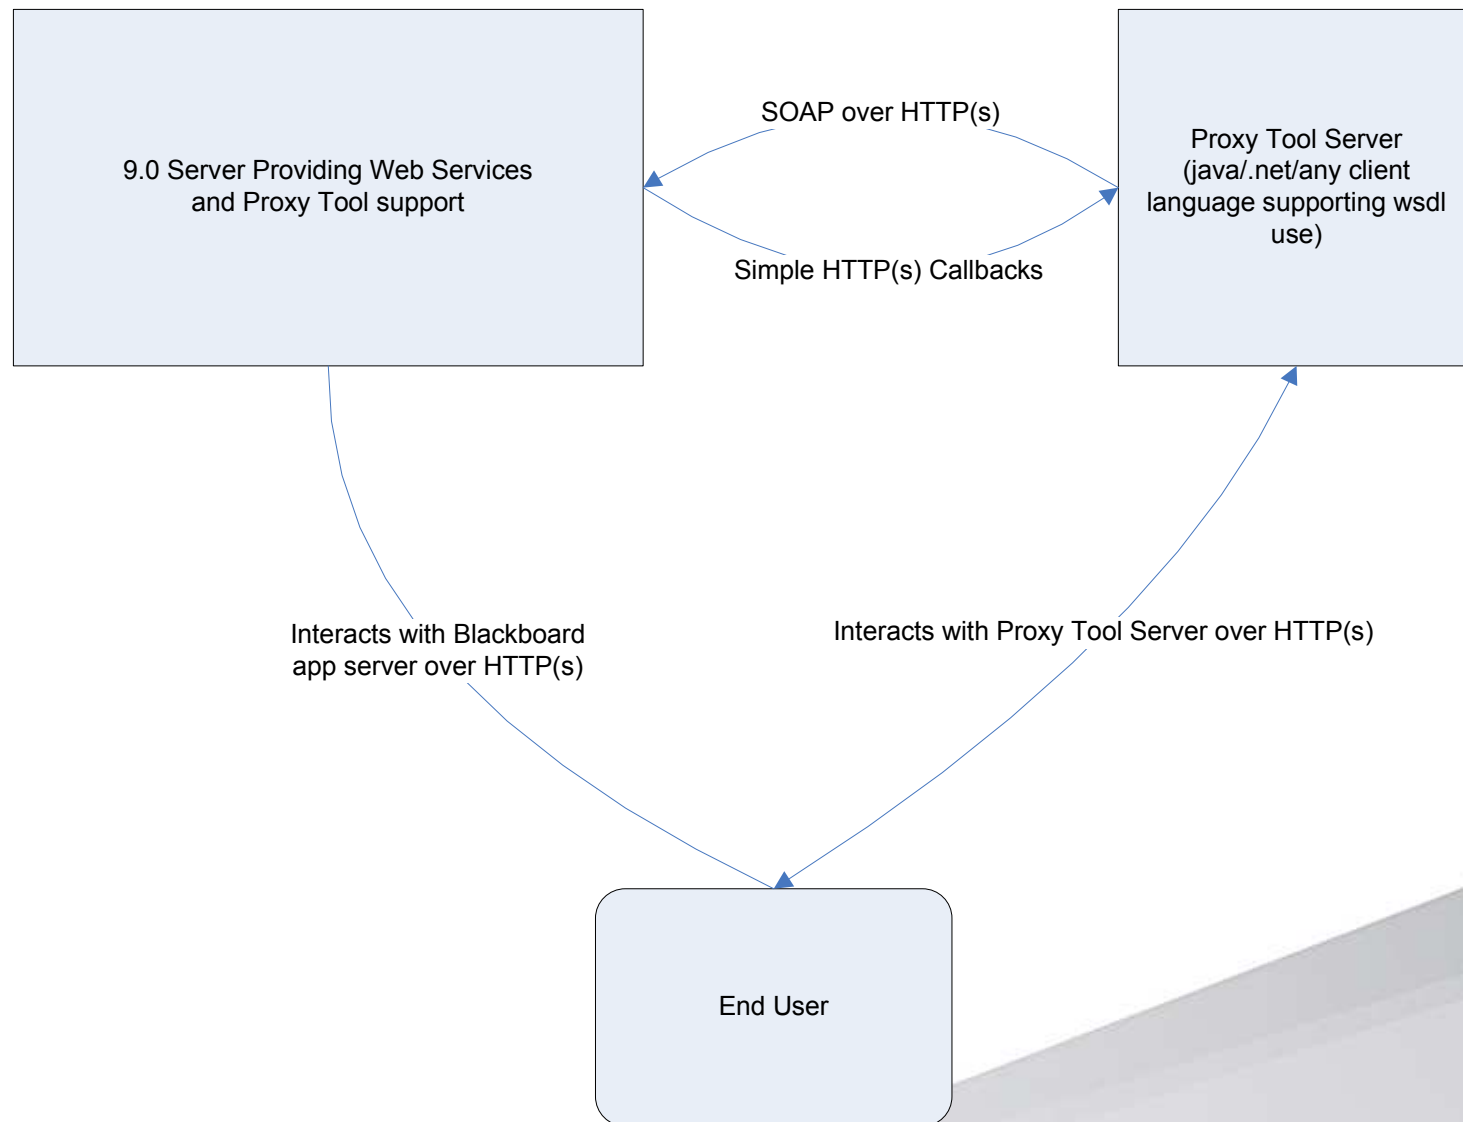 SOAP over HTTP(s)
9.0 Server Providing Web Services
and Proxy Tool support
Proxy Tool Server
(java/.net/any client
language supporting wsdl
use)
Simple HTTP(s) Callbacks
Interacts with Blackboard
app server over HTTP(s)
Interacts with Proxy Tool Server over HTTP(s)
End User